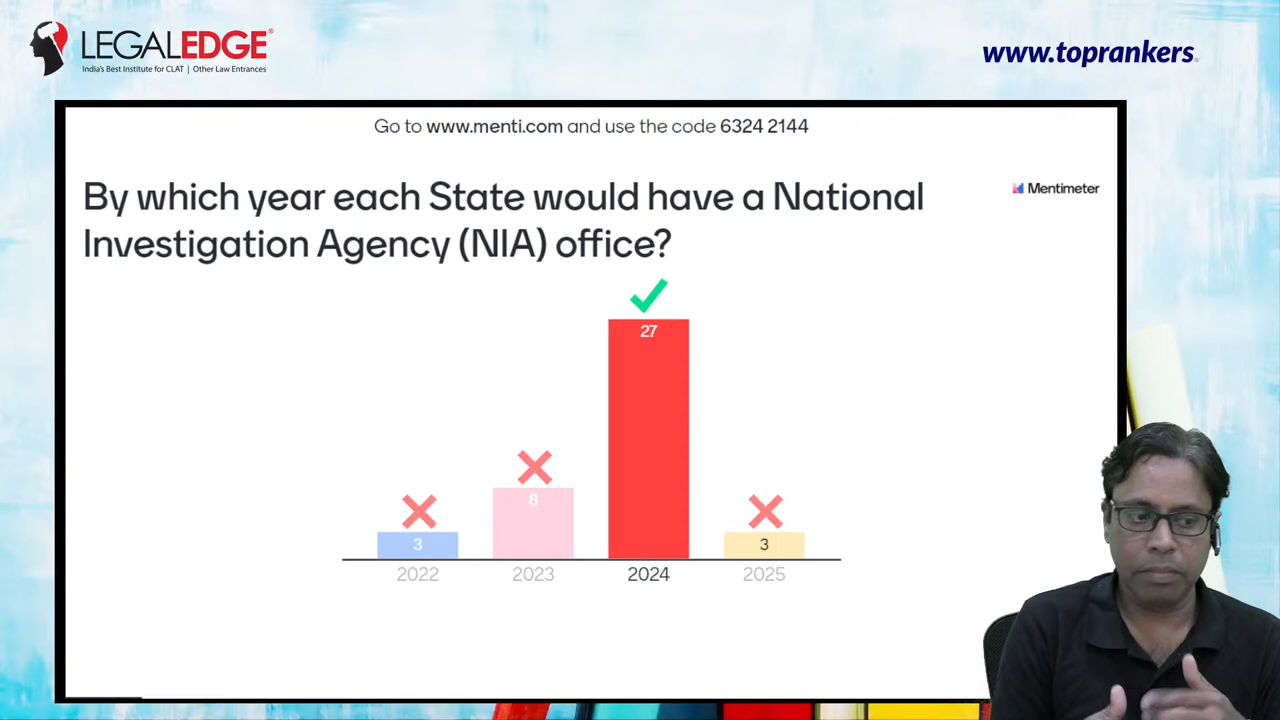 LEGALEDGE®
India's Best Institute for CLAT | Other Law Entrances
www.toprankers
Go to www.menti.com and use the code 6324 2144
Mentimeter
By which year each State would have a National
Investigation Agency (NIA) office?
27
8
3
3
2022
2023
2024
2025